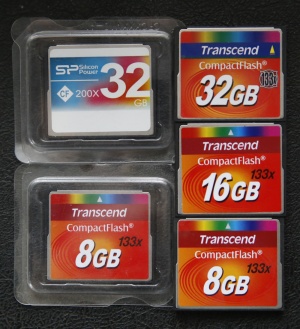 SP Silicon Power
32
CF 200X GB
Transcend
CompactFlash®
133x
32GB
Transcend
CompactFlash®
133x
16GB
Transcend
CompactFlash®
133x
8GB
Transcend
CompactFlash®
133x
8GB